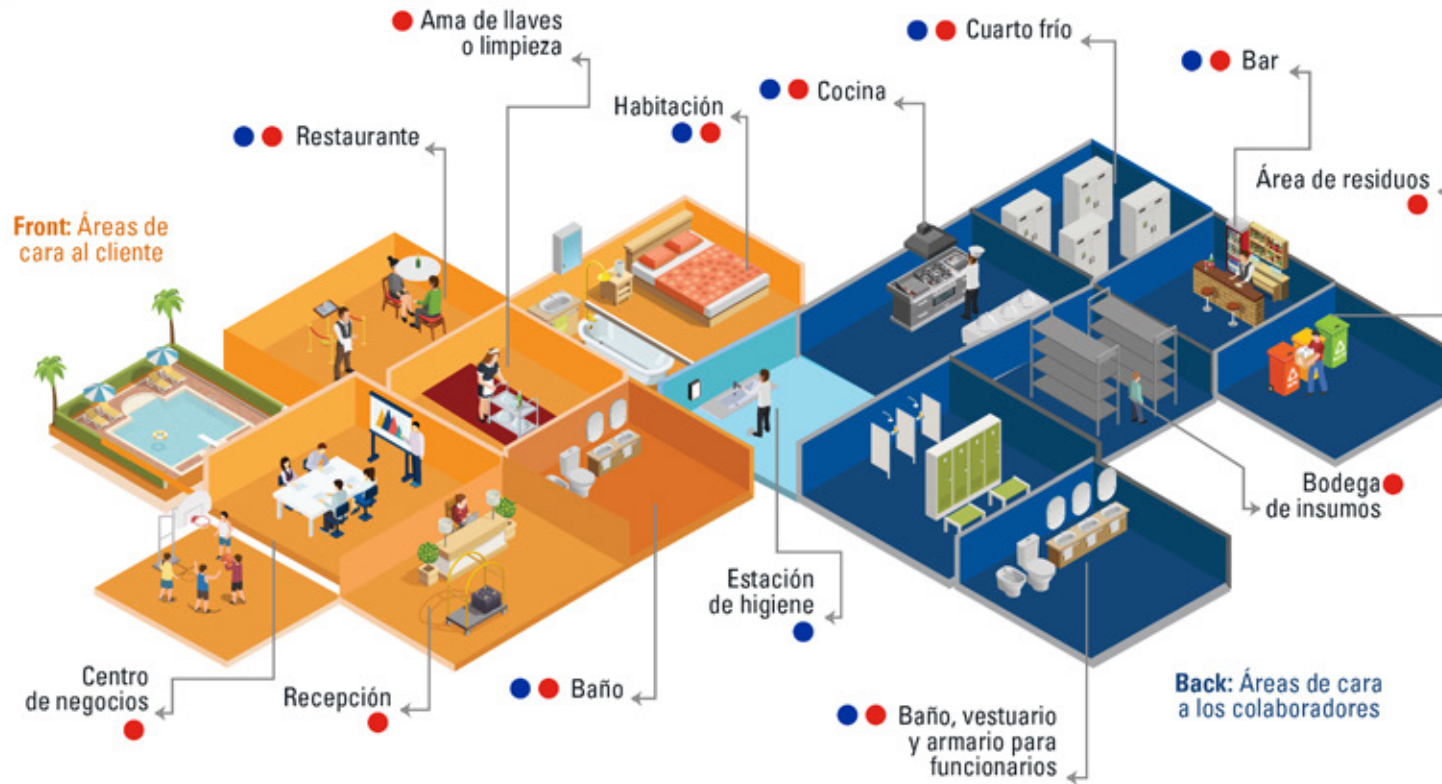 Ama de llaves
o limpieza
Cuarto frío
Bar
Cocina
Habitación
Restaurante
Área de residuos
Front: Áreas de
cara al cliente
Bodega
de insumos
Estación
de higiene
Centro
de negocios
Recepción
Baño
Baño, vestuario
y armario para
funcionarios
Back: Áreas de cara
a los colaboradores